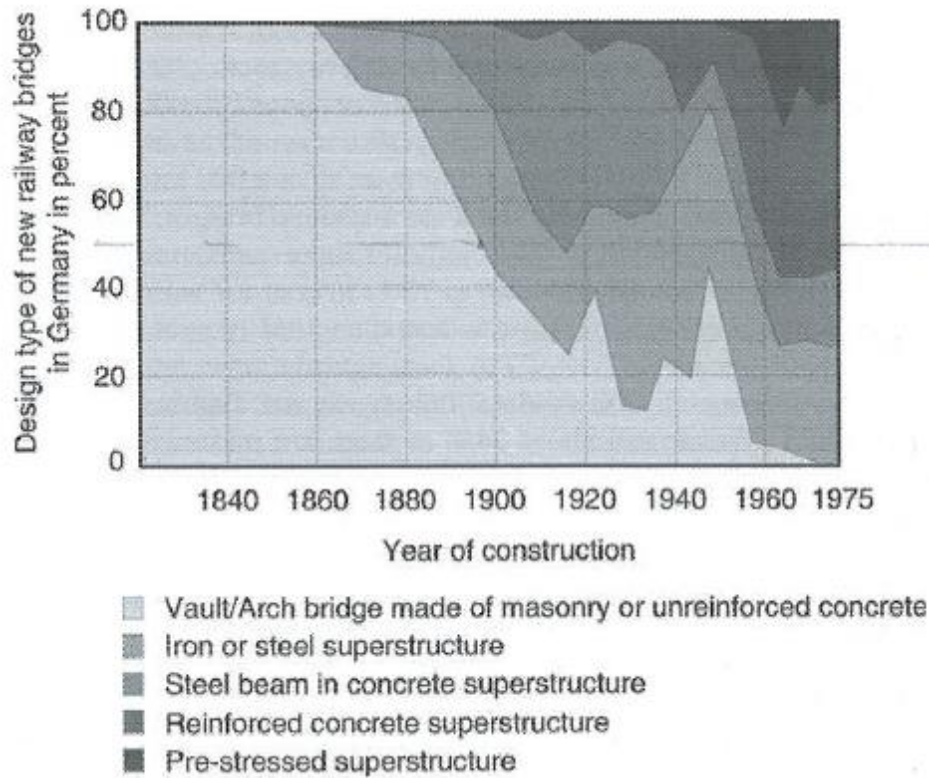 Design type of new railway bridges
in Germany in percent
100
80
60
40
20
0
1840 1860 1880 1900 1920 1940 1960 1975
Year of construction
Vault/Arch bridge made of masonry or unreinforced concrete
Iron or steel superstructure
Steel beam in concrete superstructure
Reinforced concrete superstructure
Pre-stressed superstructure